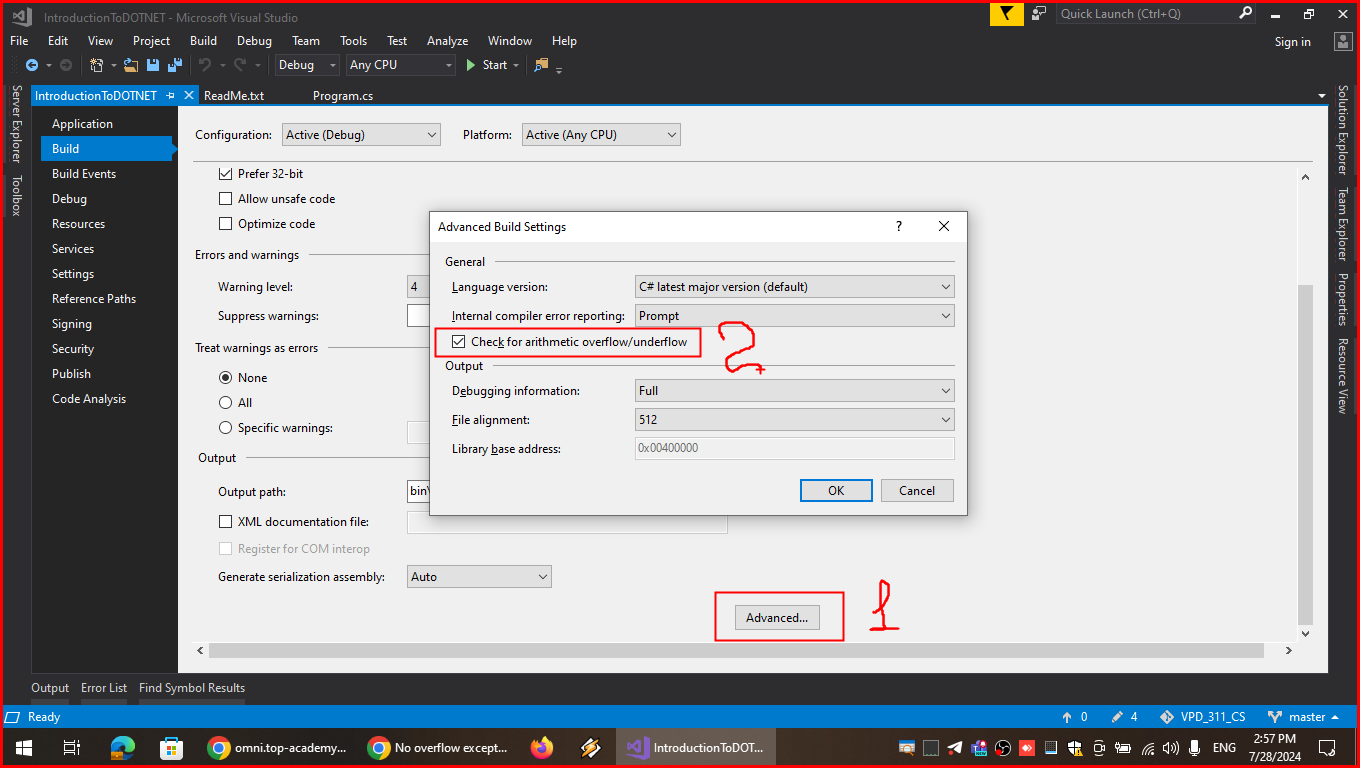 IntroductionToDOTNET - Microsoft Visual Studio
Quick Launch (Ctrl+Q)
File Edit View Project Build Debug Team Tools Test Analyze Window Help
Sign in
Debug Any CPU Start
IntroductionToDOTNET ReadMe.txt Program.cs
Server Explorer
Toolbox
Application
Build
Build Events
Debug
Resources
Services
Settings
Reference Paths
Signing
Security
Publish
Code Analysis
Configuration: Active (Debug) Platform: Active (Any CPU)
Prefer 32-bit
Allow unsafe code
Optimize code
Errors and warnings
Warning level: 4
Suppress warnings:
Treat warnings as errors
None
All
Specific warnings:
Output
Output path: bin\
XML documentation file:
Register for COM interop
Generate serialization assembly: Auto
Advanced...
1
Advanced Build Settings ?
General
Language version: C# latest major version (default)
Internal compiler error reporting: Prompt
Check for arithmetic overflow/underflow
2
Output
Debugging information: Full
File alignment: 512
Library base address: 0x00400000
OK Cancel
Solution Explorer
Team Explorer
Properties
Resource View
Output Error List Find Symbol Results
Ready 0 4 VPD_311_CS master
omni.top-academy... No overflow except... IntroductionToDOT... ENG 2:57 PM
7/28/2024